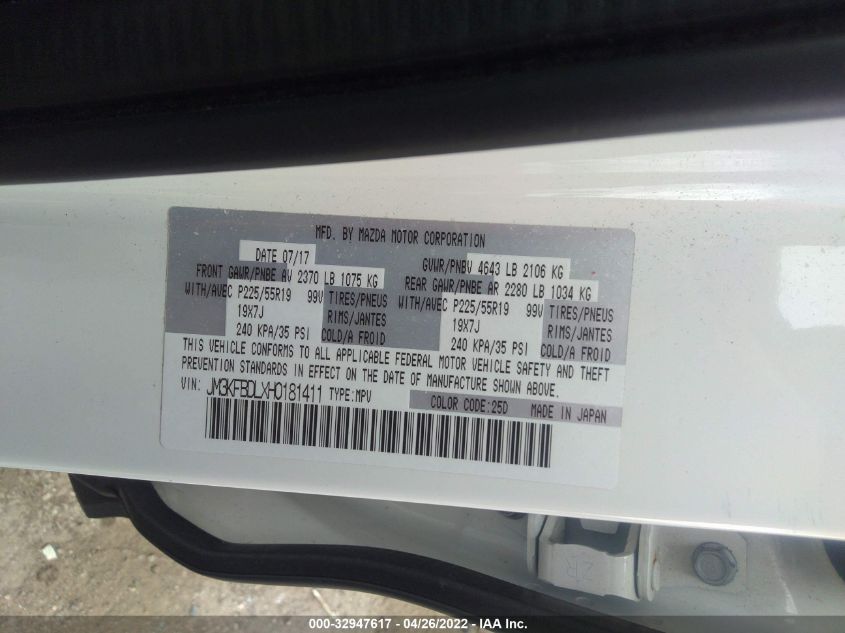 MFD. BY MAZDA MOTOR CORPORATION
DATE 07/17 GVWR/PNBV 4643 LB 2106 KG
FRONT GAWR/PNBE AV 2370 LB 1075 KG REAR GAWR/PNBE AR 2280 LB 1034 KG
WITH/AVEC P225/55R19 99V TIRES/PNEUS WITH/AVEC P225/55R19 99V TIRES/PNEUS
19X7J RIMS/JANTES 19X7J RIMS/JANTES
240 KPA/35 PSI COLD/A FROID 240 KPA/35 PSI COLD/A FROID
THIS VEHICLE CONFORMS TO ALL APPLICABLE FEDERAL MOTOR VEHICLE SAFETY AND THEFT
PREVENTION STANDARDS IN EFFECT ON THE DATE OF MANUFACTURE SHOWN ABOVE.
VIN: JM3KFBDLXH0181411 TYPE:MPV COLOR CODE:25D MADE IN JAPAN
000-32947617 - 04/26/2022 - IAA Inc.